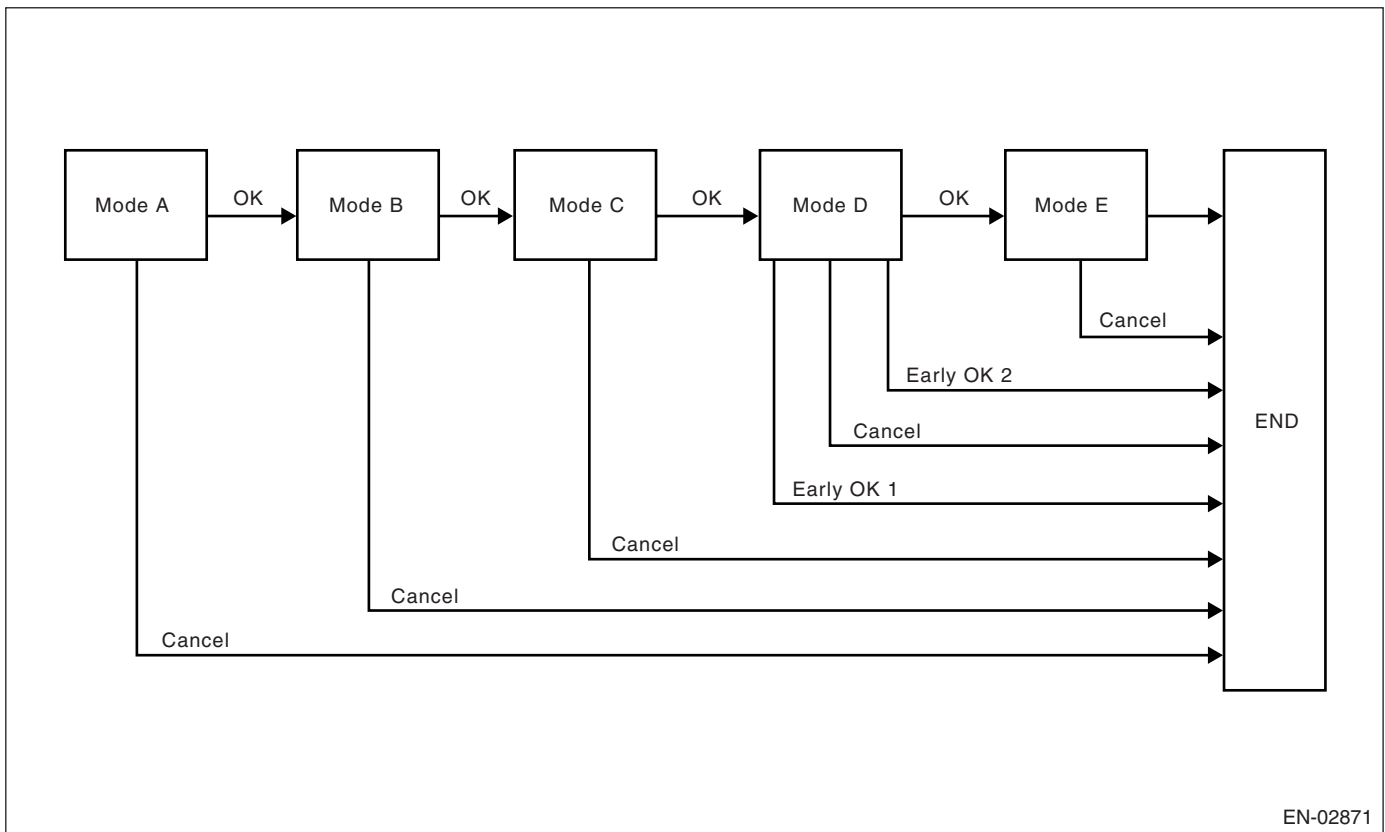 Mode A
OK
Mode B
OK
Mode C
OK
Mode D
OK
Mode E
Cancel
Early OK 2
END
Cancel
Early OK 1
Cancel
Cancel
Cancel
EN-02871